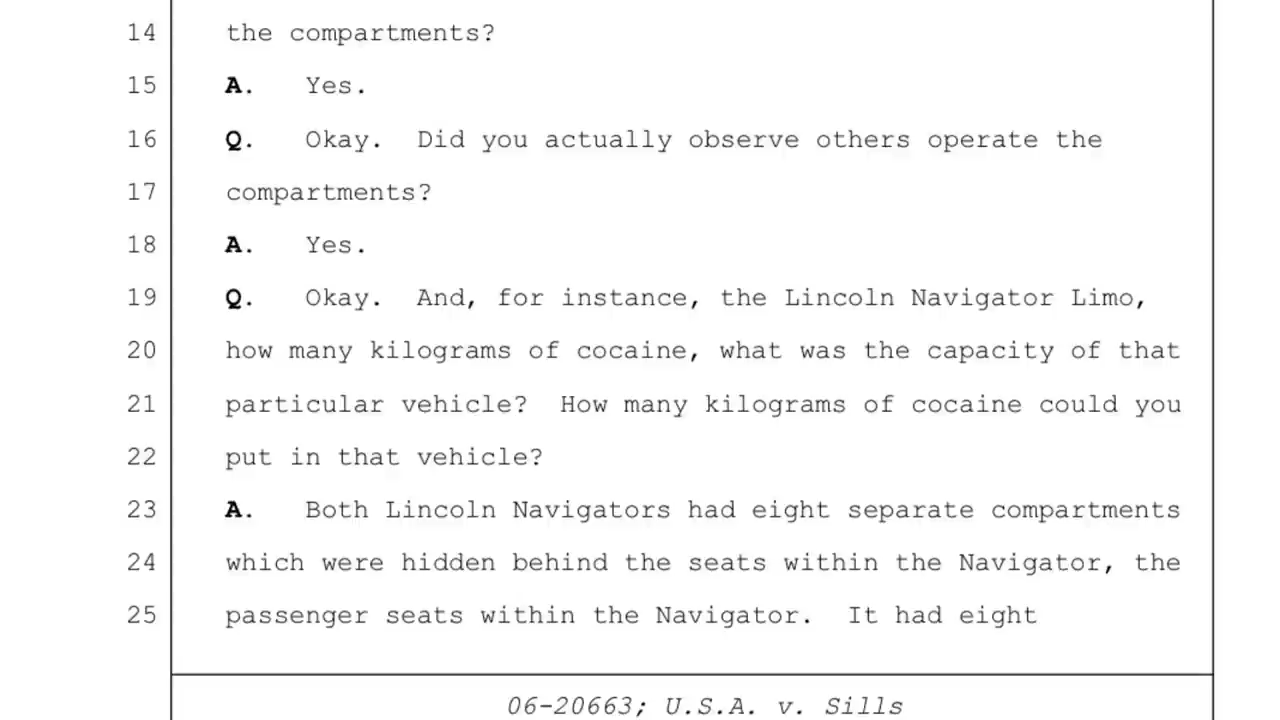 14 the compartments?
15 A. Yes.
16 Q. Okay. Did you actually observe others operate the
17 compartments?
18 A. Yes.
19 Q. Okay. And, for instance, the Lincoln Navigator Limo,
20 how many kilograms of cocaine, what was the capacity of that
21 particular vehicle? How many kilograms of cocaine could you
22 put in that vehicle?
23 A. Both Lincoln Navigators had eight separate compartments
24 which were hidden behind the seats within the Navigator, the
25 passenger seats within the Navigator. It had eight
06-20663; U.S.A. v. Sills